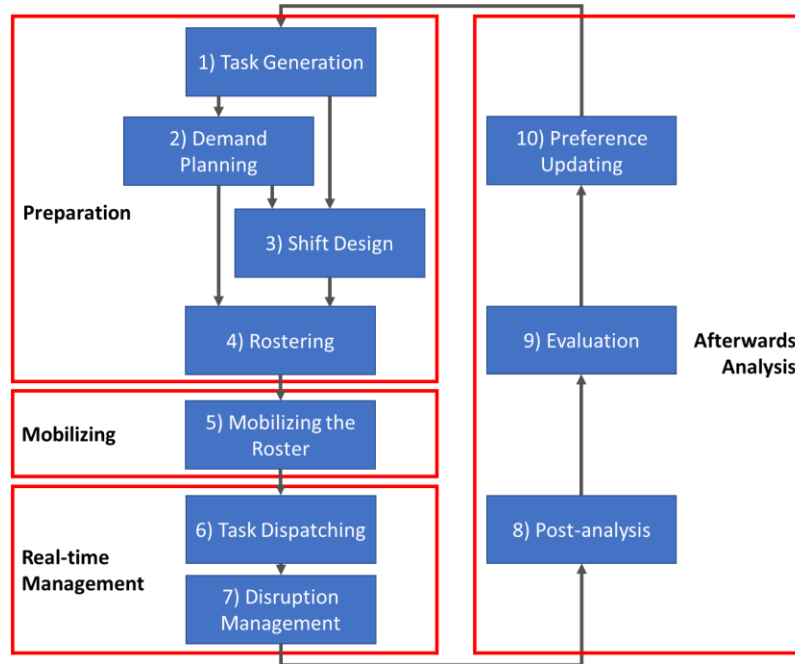 1) Task Generation
2) Demand
Planning
Preparation
3) Shift Design
4) Rostering
Mobilizing
5) Mobilizing the
Roster
6) Task Dispatching
Real-time
Management
7) Disruption
Management
10) Preference
Updating
9) Evaluation
Afterwards
Analysis
8) Post-analysis